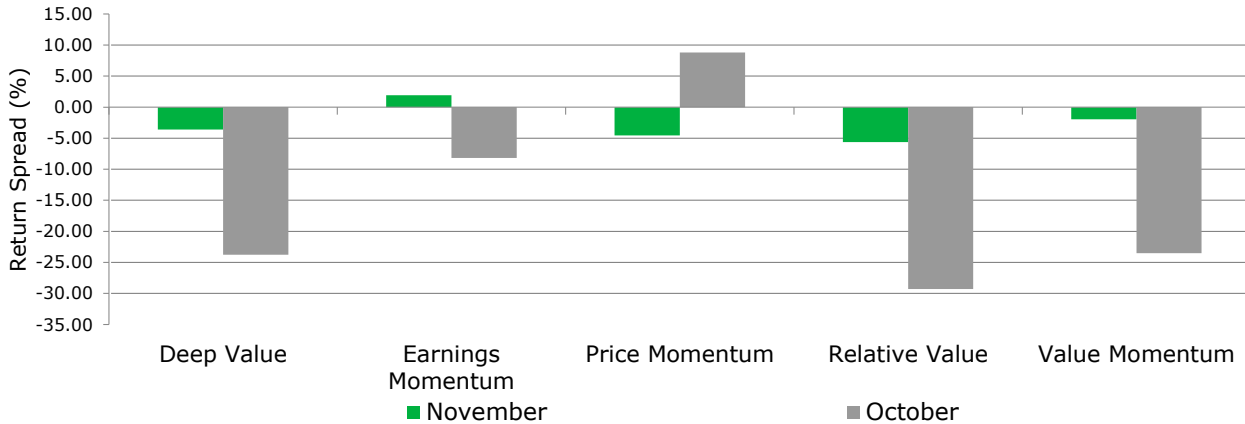 15.00
10.00
5.00
0.00
-5.00
-10.00
-15.00
-20.00
-25.00
-30.00
-35.00
Return Spread (%)
Deep Value
Earnings
Momentum
Price Momentum
Relative Value
Value Momentum
November
October